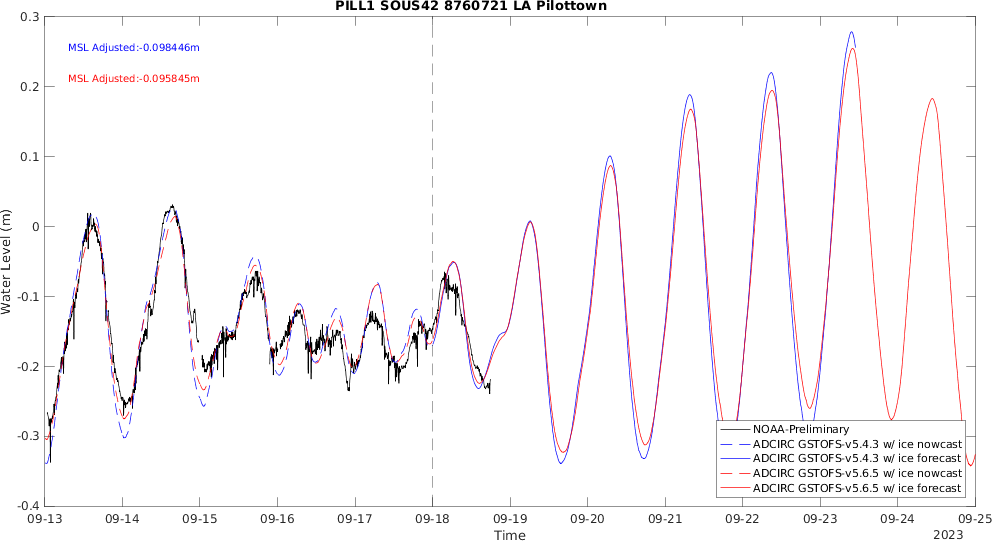 PILL1 SOUS42 8760721 LA Pilottown
MSL Adjusted:-0.098446m
MSL Adjusted:-0.095845m
0.3
0.2
0.1
0
-0.1
-0.2
-0.3
-0.4
Water Level (m)
NOAA-Preliminary
ADCIRC GSTOFS-v5.4.3 w/ ice nowcast
ADCIRC GSTOFS-v5.4.3 w/ ice forecast
ADCIRC GSTOFS-v5.6.5 w/ ice nowcast
ADCIRC GSTOFS-v5.6.5 w/ ice forecast
09-13 09-14 09-15 09-16 09-17 09-18 09-19 09-20 09-21 09-22 09-23 09-24 09-25
Time
2023